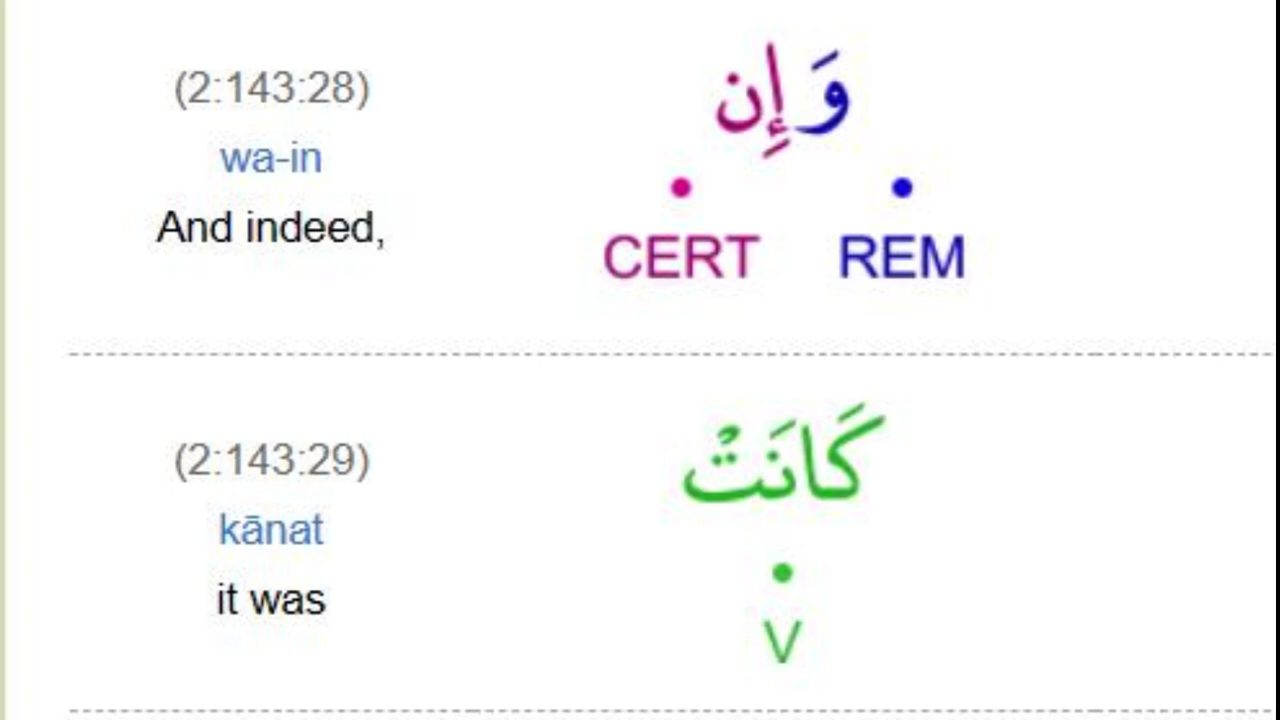 (2:143:28)
wa-in
And indeed,
وَإِن
CERT REM
(2:143:29)
kānat
it was
كَانَتْ
V